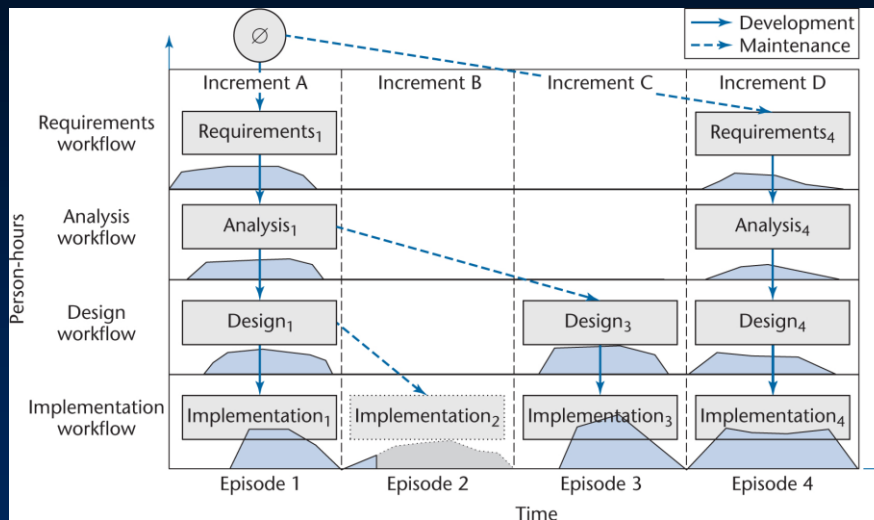 ∅
Development
Maintenance
Increment A
Increment B
Increment C
Increment D
Person-hours
Requirements
workflow
Requirements₁
Requirements₄
Analysis
workflow
Analysis₁
Analysis₄
Design
workflow
Design₁
Design₃
Design₄
Implementation
workflow
Implementation₁
Implementation₂
Implementation₃
Implementation₄
Episode 1
Episode 2
Episode 3
Episode 4
Time